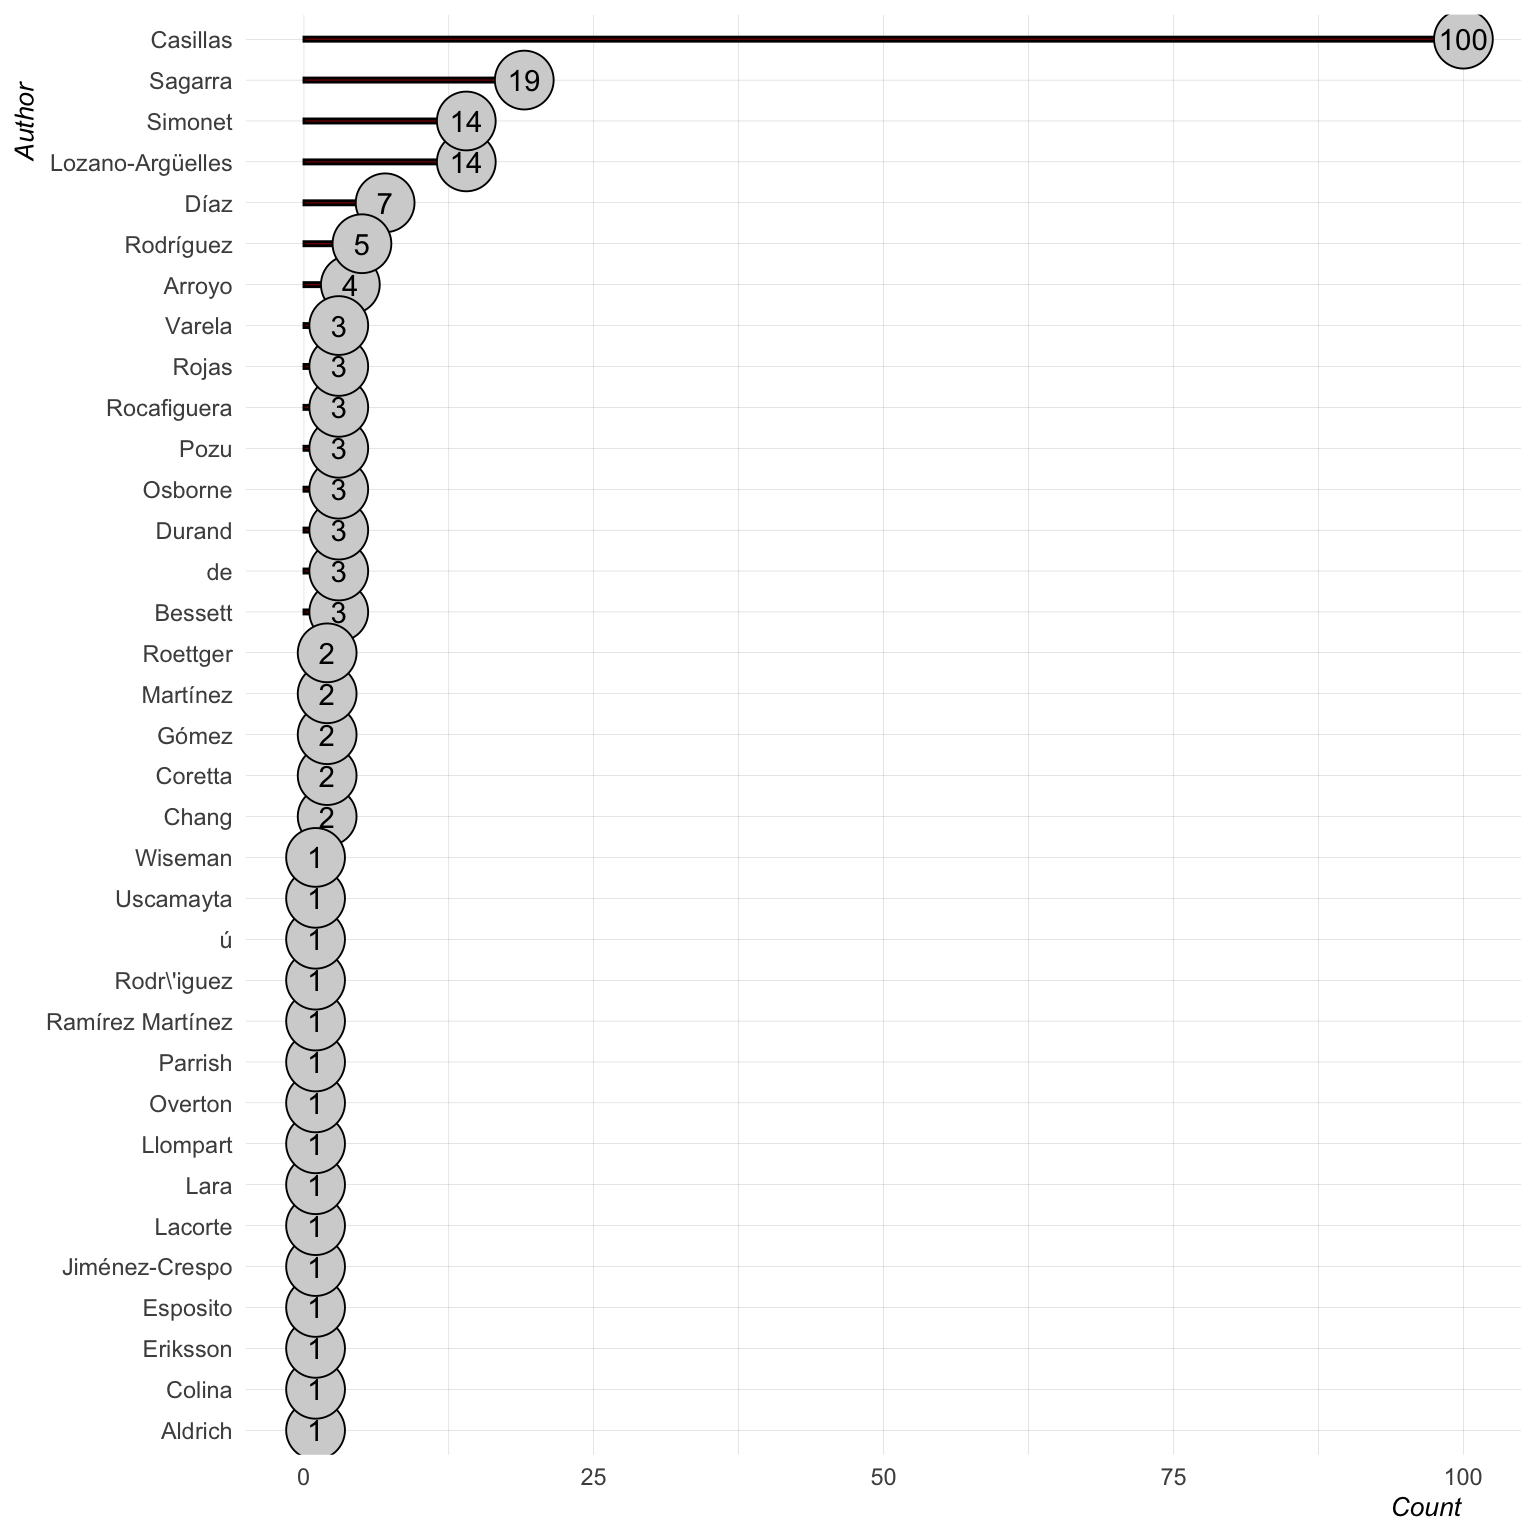 Author
Casillas 100
Sagarra 19
Simonet 14
Lozano-Argüelles 14
Díaz 7
Rodríguez 5
Arroyo 4
Varela 3
Rojas 3
Rocafiguera 3
Pozu 3
Osborne 3
Durand 3
de 3
Bessett 3
Roettger 2
Martínez 2
Gómez 2
Coretta 2
Chang 2
Wiseman 1
Uscamayta 1
ú 1
Rodr\'iguez 1
Ramírez Martínez 1
Parrish 1
Overton 1
Llompart 1
Lara 1
Lacorte 1
Jiménez-Crespo 1
Esposito 1
Eriksson 1
Colina 1
Aldrich 1
0 25 50 75 100
Count